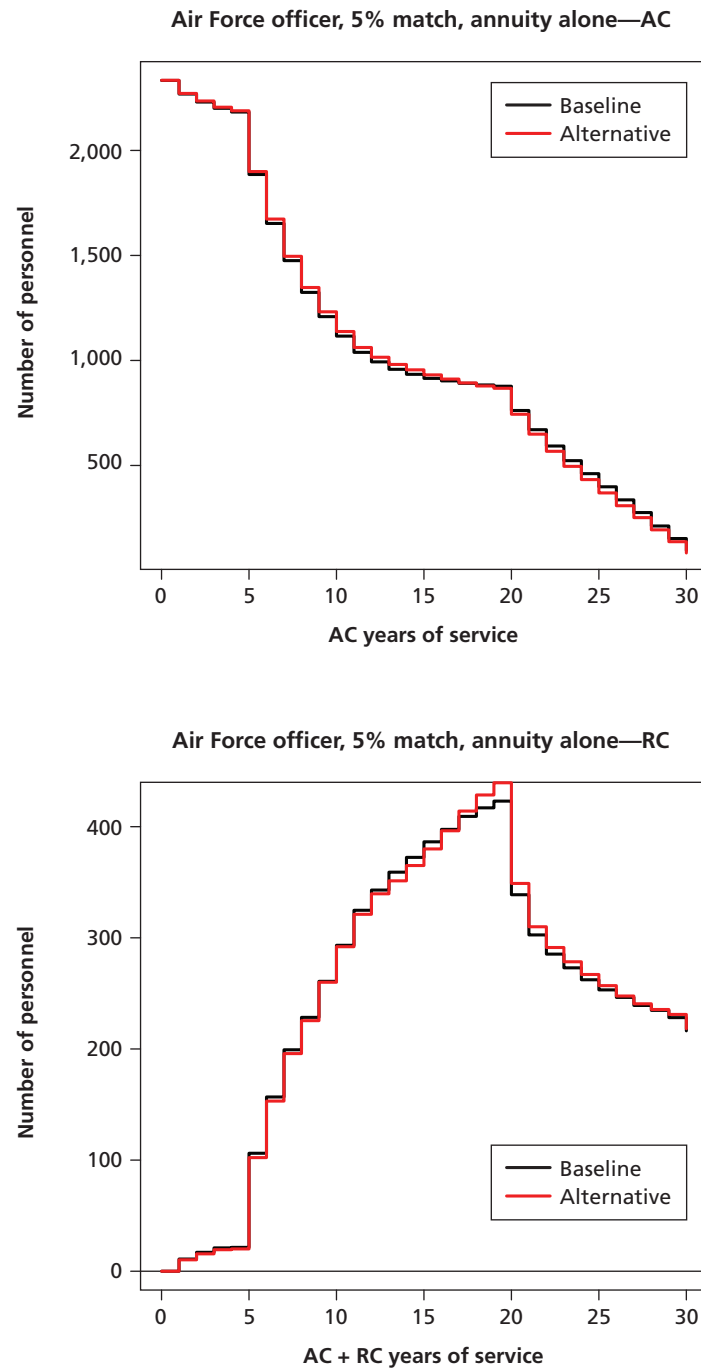 Air Force officer, 5% match, annuity alone—AC
Baseline
Alternative
2,000
1,500
1,000
500
Number of personnel
0 5 10 15 20 25 30
AC years of service
Air Force officer, 5% match, annuity alone—RC
400
300
200
100
0
Number of personnel
Baseline
Alternative
0 5 10 15 20 25 30
AC + RC years of service